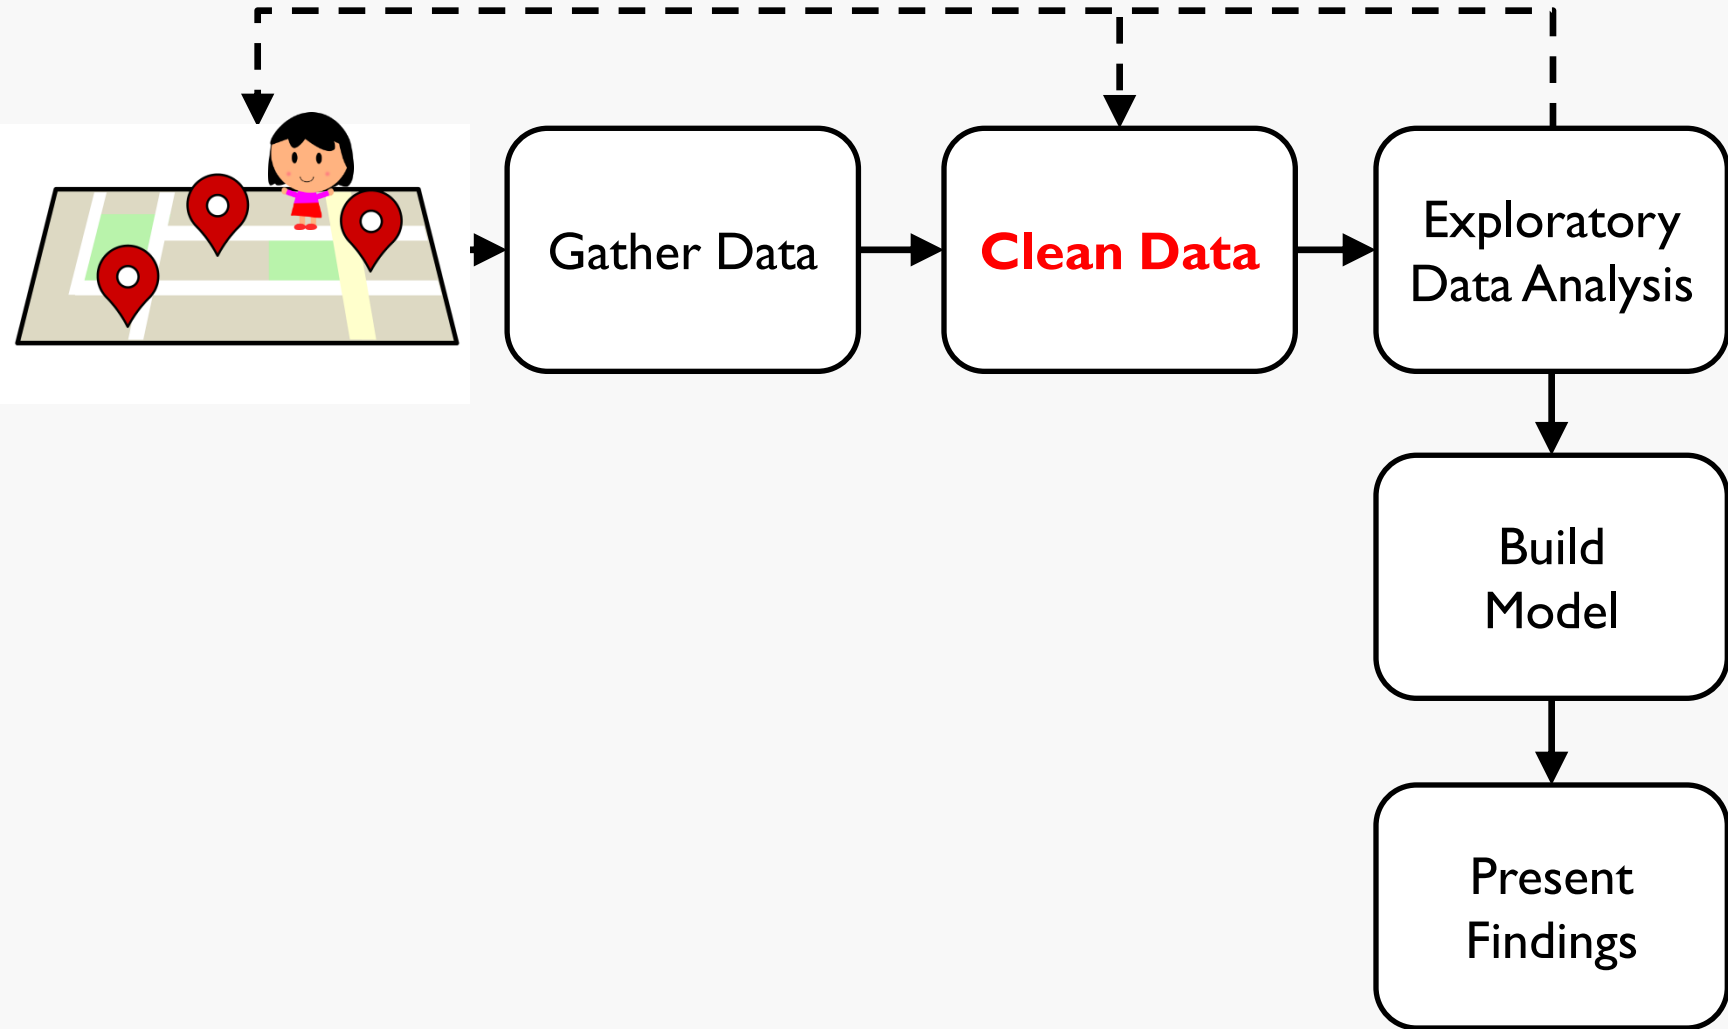 Gather Data
Clean Data
Exploratory
Data Analysis
Build
Model
Present
Findings